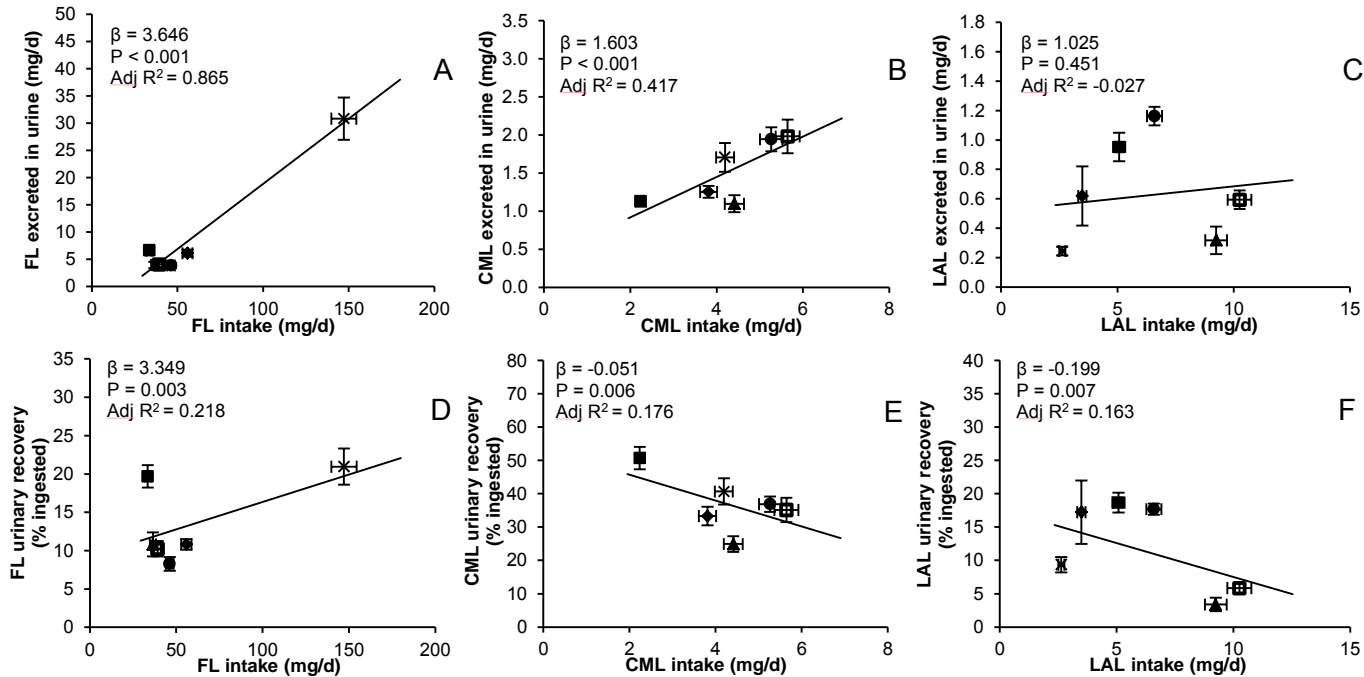 50
45
40
35
30
25
20
15
10
5
0
FL excreted in urine (mg/d)
β = 3.646
P < 0.001
Adj R² = 0.865
A
0 50 100 150 200
FL intake (mg/d)
3.5
3.0
2.5
2.0
1.5
1.0
0.5
0.0
CML excreted in urine (mg/d)
β = 1.603
P < 0.001
Adj R² = 0.417
B
0 2 4 6 8
CML intake (mg/d)
1.8
1.6
1.4
1.2
1.0
0.8
0.6
0.4
0.2
0.0
LAL excreted in urine (mg/d)
β = 1.025
P = 0.451
Adj R² = -0.027
C
0 5 10 15
LAL intake (mg/d)
35
30
25
20
15
10
5
0
FL urinary recovery
(% ingested)
β = 3.349
P = 0.003
Adj R² = 0.218
D
0 50 100 150 200
FL intake (mg/d)
80
70
60
50
40
30
20
10
0
CML urinary recovery
(% ingested)
β = -0.051
P = 0.006
Adj R² = 0.176
E
0 2 4 6 8
CML intake (mg/d)
40
35
30
25
20
15
10
5
0
LAL urinary recovery
(% ingested)
β = -0.199
P = 0.007
Adj R² = 0.163
F
0 5 10 15
LAL intake (mg/d)